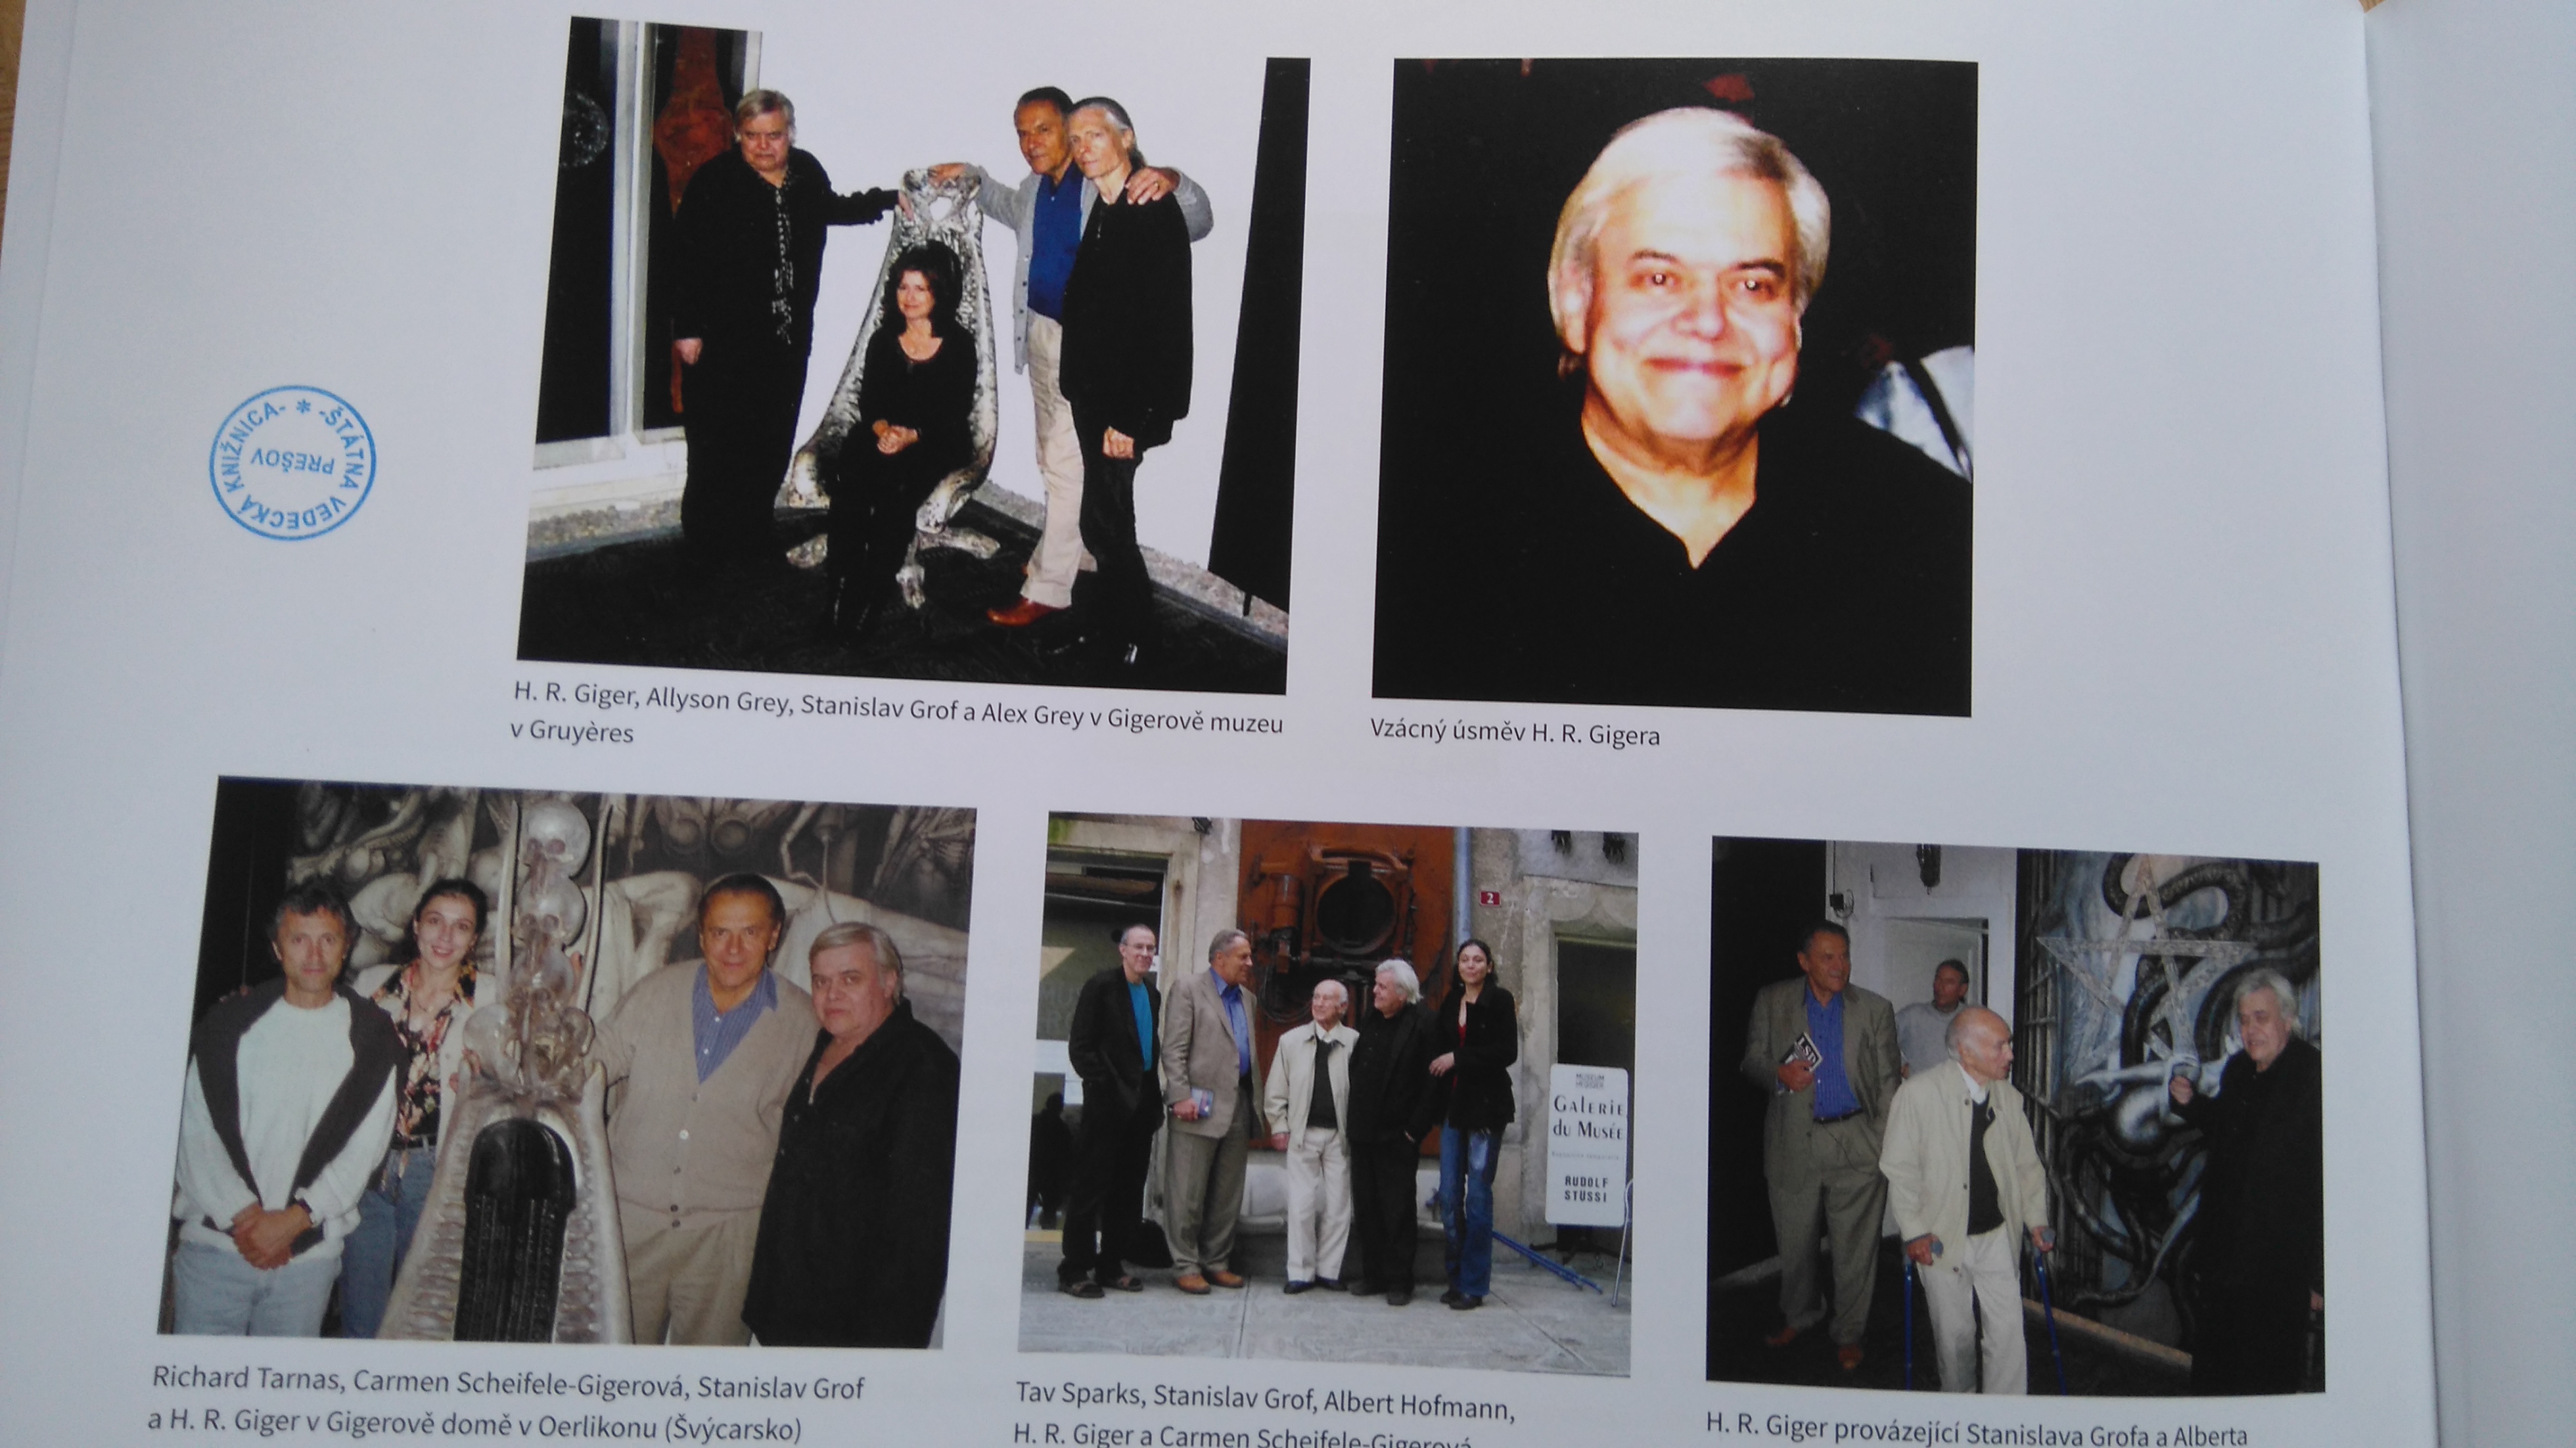 -ŠTÁTNA VEDECKÁ KNIŽNICA- *
PREŠOV
H. R. Giger, Allyson Grey, Stanislav Grof a Alex Grey v Gigerově muzeu
v Gruyères
Vzácný úsměv H. R. Gigera
2
LSD
GALERIE
du MUSÉE
RUDOLF
STÜSSI
Richard Tarnas, Carmen Scheifele-Gigerová, Stanislav Grof
a H. R. Giger v Gigerově domě v Oerlikonu (Švýcarsko)
Tav Sparks, Stanislav Grof, Albert Hofmann,
H. R. Giger a Carmen Scheifele-Gigerová
H. R. Giger provázející Stanislava Grofa a Alberta